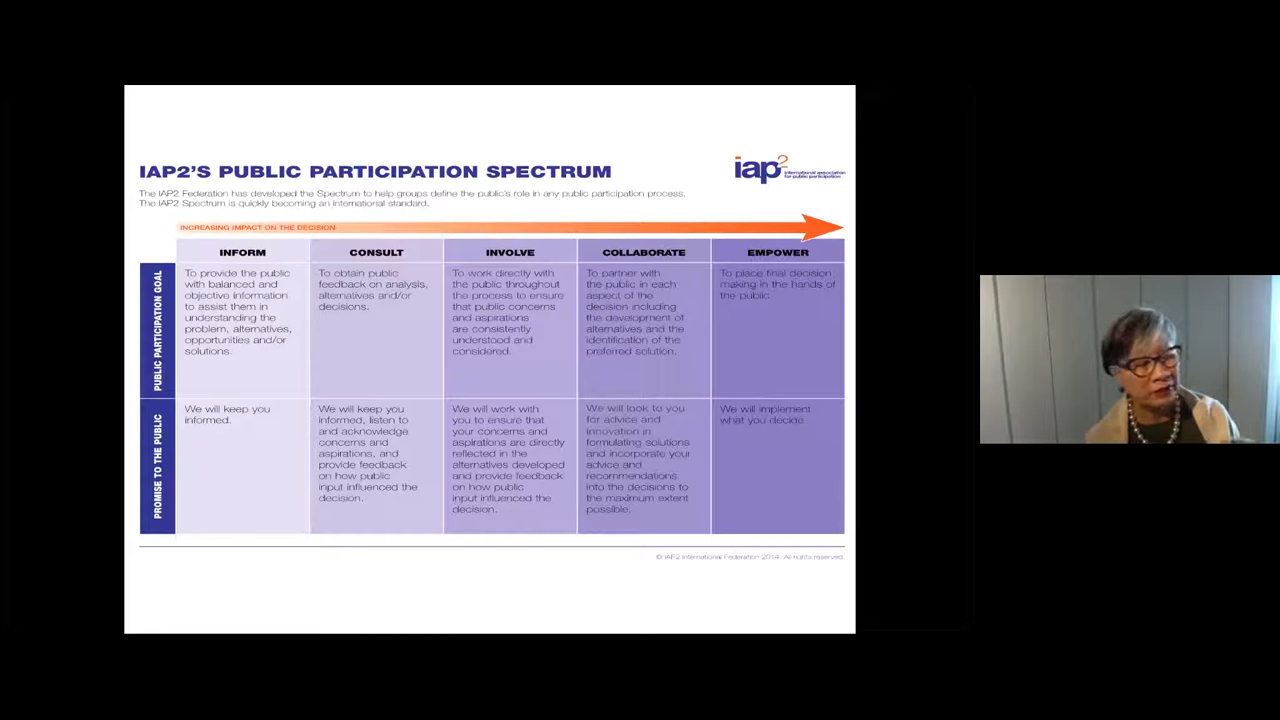 IAP2'S PUBLIC PARTICIPATION SPECTRUM
iap2
international association
for public participation
The IAP2 Federation has developed the Spectrum to help groups define the public's role in any public participation process.
The IAP2 Spectrum is quickly becoming an international standard.
INCREASING IMPACT ON THE DECISION
INFORM
CONSULT
INVOLVE
COLLABORATE
EMPOWER
PUBLIC PARTICIPATION GOAL
To provide the public
with balanced and
objective information
to assist them in
understanding the
problem, alternatives,
opportunities and/or
solutions.
To obtain public
feedback on analysis,
alternatives and/or
decisions.
To work directly with
the public throughout
the process to ensure
that public concerns
and aspirations
are consistently
understood and
considered.
To partner with
the public in each
aspect of the
decision including
the development of
alternatives and the
identification of the
preferred solution.
To place final decision
making in the hands of
the public.
PROMISE TO THE PUBLIC
We will keep you
informed.
We will keep you
informed, listen to
and acknowledge
concerns and
aspirations, and
provide feedback
on how public
input influenced the
decision.
We will work with
you to ensure that
your concerns and
aspirations are directly
reflected in the
alternatives developed
and provide feedback
on how public
input influenced the
decision.
We will look to you
for advice and
innovation in
formulating solutions
and incorporate your
advice and
recommendations
into the decisions to
the maximum extent
possible.
We will implement
what you decide.
© IAP2 International Federation 2014. All rights reserved.